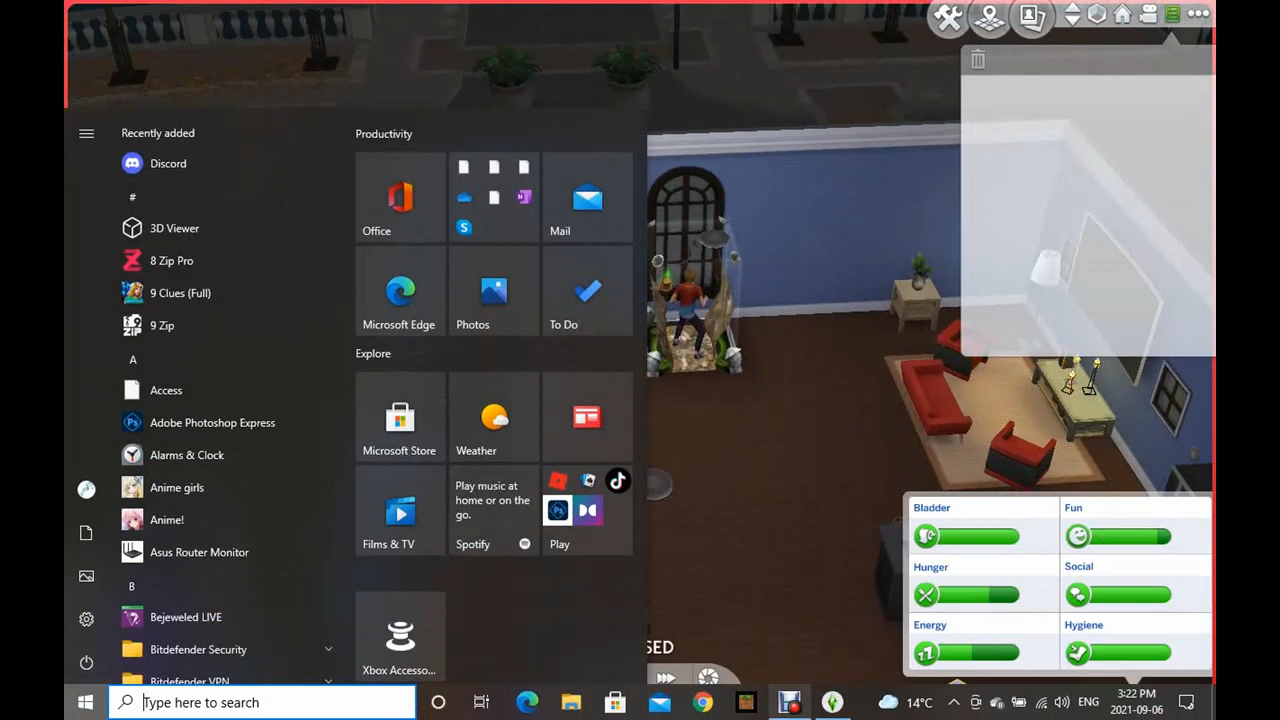 Recently added
Discord
#
3D Viewer
8 Zip Pro
9 Clues (Full)
9 Zip
A
Access
Adobe Photoshop Express
Alarms & Clock
Anime girls
Anime!
Asus Router Monitor
B
Bejeweled LIVE
Bitdefender Security
Bitdefender VPN
Productivity
Office
Mail
Microsoft Edge
Photos
To Do
Explore
Microsoft Store
Weather
Films & TV
Play music at
home or on the
go.
Spotify
Play
Xbox Accesso...
Bladder
Fun
Hunger
Social
Energy
Hygiene
SED
Type here to search
14°C
ENG
3:22 PM
2021-09-06